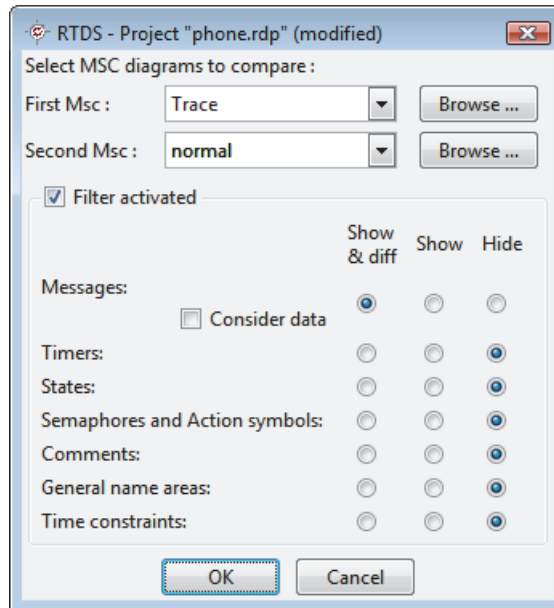 RTDS - Project "phone.rdp" (modified)
Select MSC diagrams to compare :
First Msc : Trace Browse ...
Second Msc : normal Browse ...
Filter activated
Show & diff Show Hide
Messages:
Consider data
Timers:
States:
Semaphores and Action symbols:
Comments:
General name areas:
Time constraints:
OK Cancel